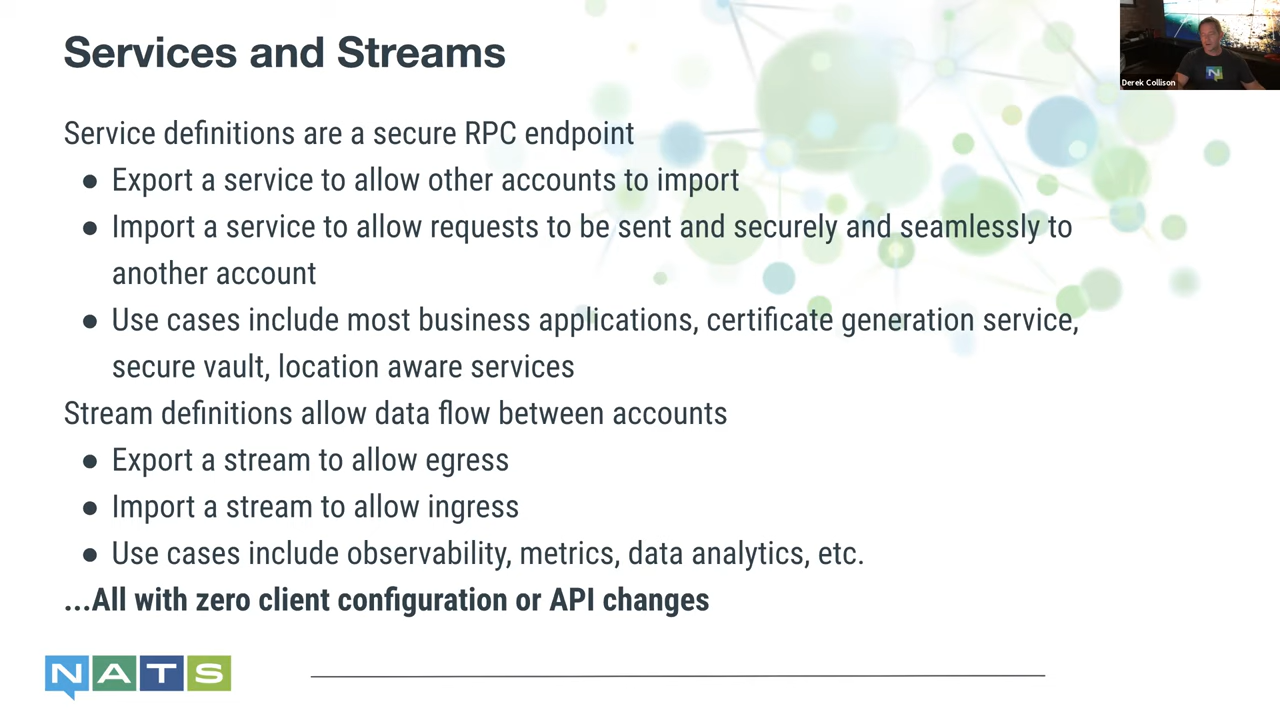 Services and Streams
Derek Collison
Service definitions are a secure RPC endpoint
● Export a service to allow other accounts to import
● Import a service to allow requests to be sent and securely and seamlessly to
another account
● Use cases include most business applications, certificate generation service,
secure vault, location aware services
Stream definitions allow data flow between accounts
● Export a stream to allow egress
● Import a stream to allow ingress
● Use cases include observability, metrics, data analytics, etc.
...All with zero client configuration or API changes
NATS